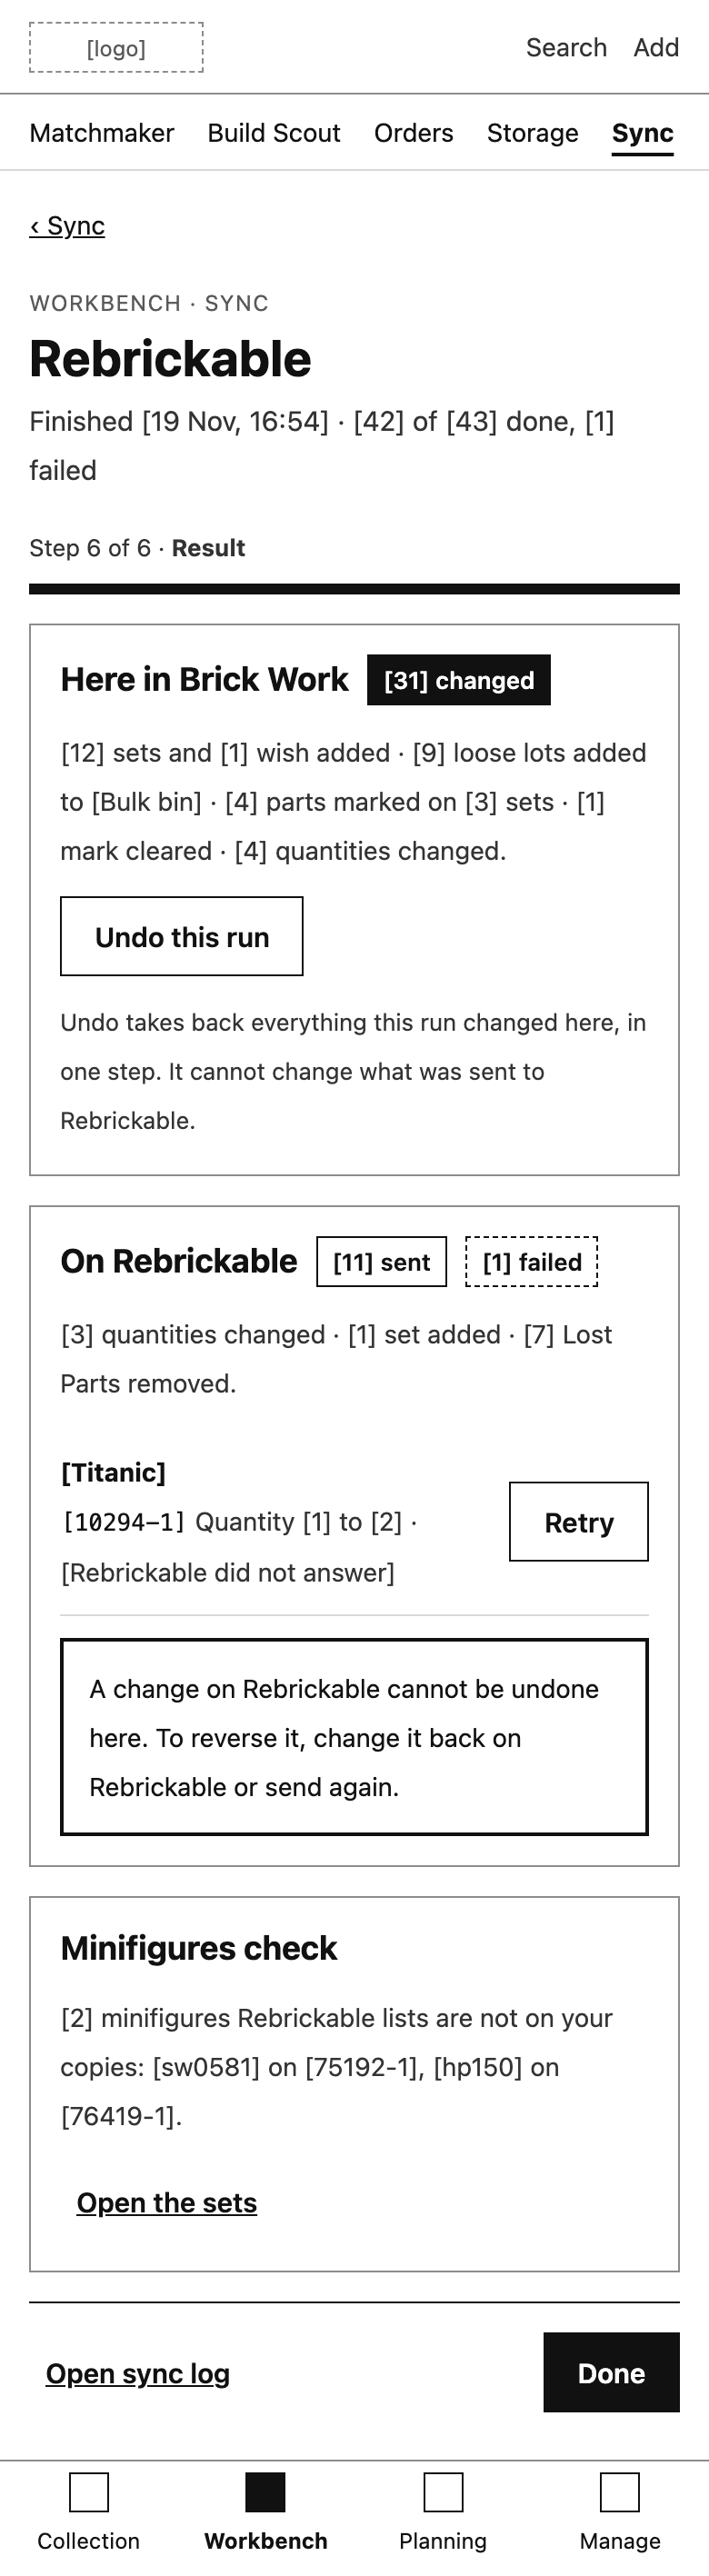 [logo]
Search Add
Matchmaker Build Scout Orders Storage Sync
‹ Sync
WORKBENCH · SYNC
Rebrickable
Finished [19 Nov, 16:54] · [42] of [43] done, [1]
failed
Step 6 of 6 · Result
Here in Brick Work [31] changed
[12] sets and [1] wish added · [9] loose lots added
to [Bulk bin] · [4] parts marked on [3] sets · [1]
mark cleared · [4] quantities changed.
Undo this run
Undo takes back everything this run changed here, in
one step. It cannot change what was sent to
Rebrickable.
On Rebrickable [11] sent [1] failed
[3] quantities changed · [1] set added · [7] Lost
Parts removed.
[Titanic]
[10294-1] Quantity [1] to [2] ·
[Rebrickable did not answer]
Retry
A change on Rebrickable cannot be undone
here. To reverse it, change it back on
Rebrickable or send again.
Minifigures check
[2] minifigures Rebrickable lists are not on your
copies: [sw0581] on [75192-1], [hp150] on
[76419-1].
Open the sets
Open sync log Done
Collection Workbench Planning Manage